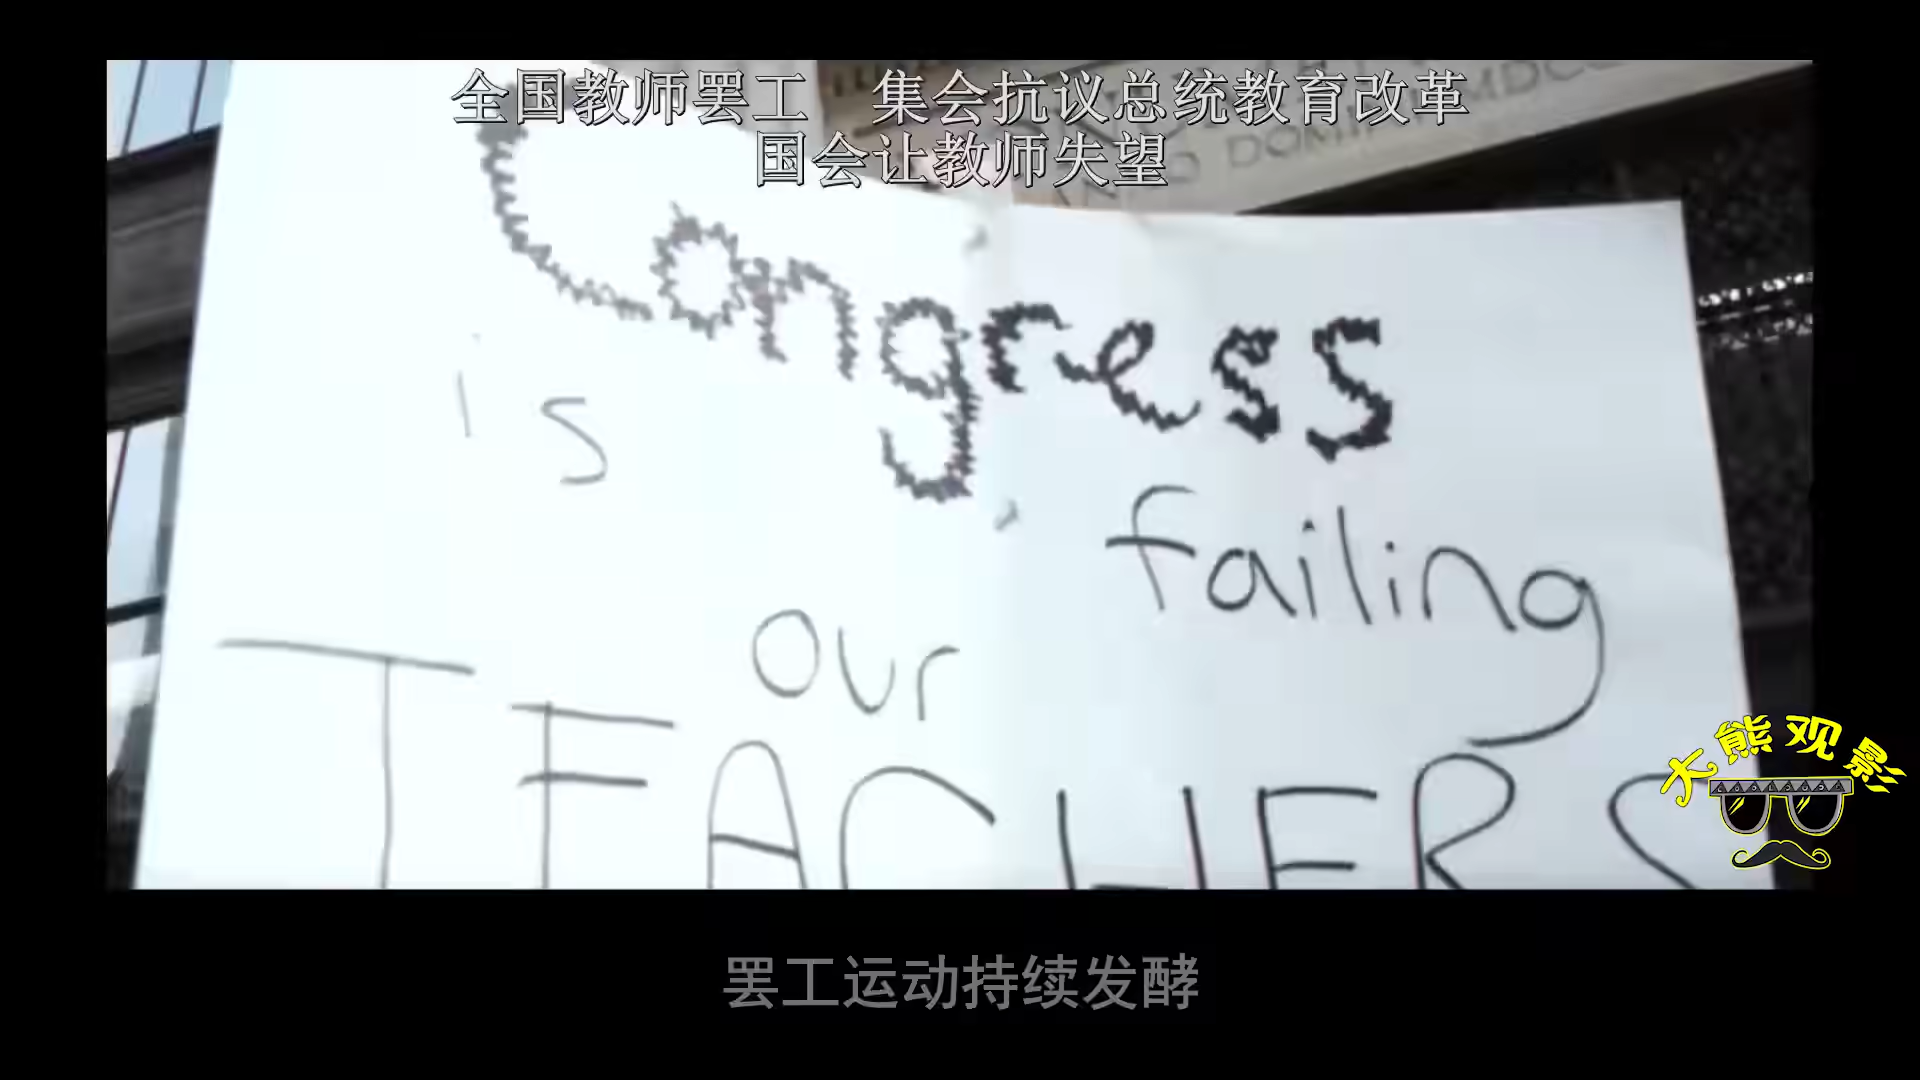 全国教师罢工 集会抗议总统教育改革
国会让教师失望
Congress
is
failing
our
TEACHERS
大熊观影
罢工运动持续发酵